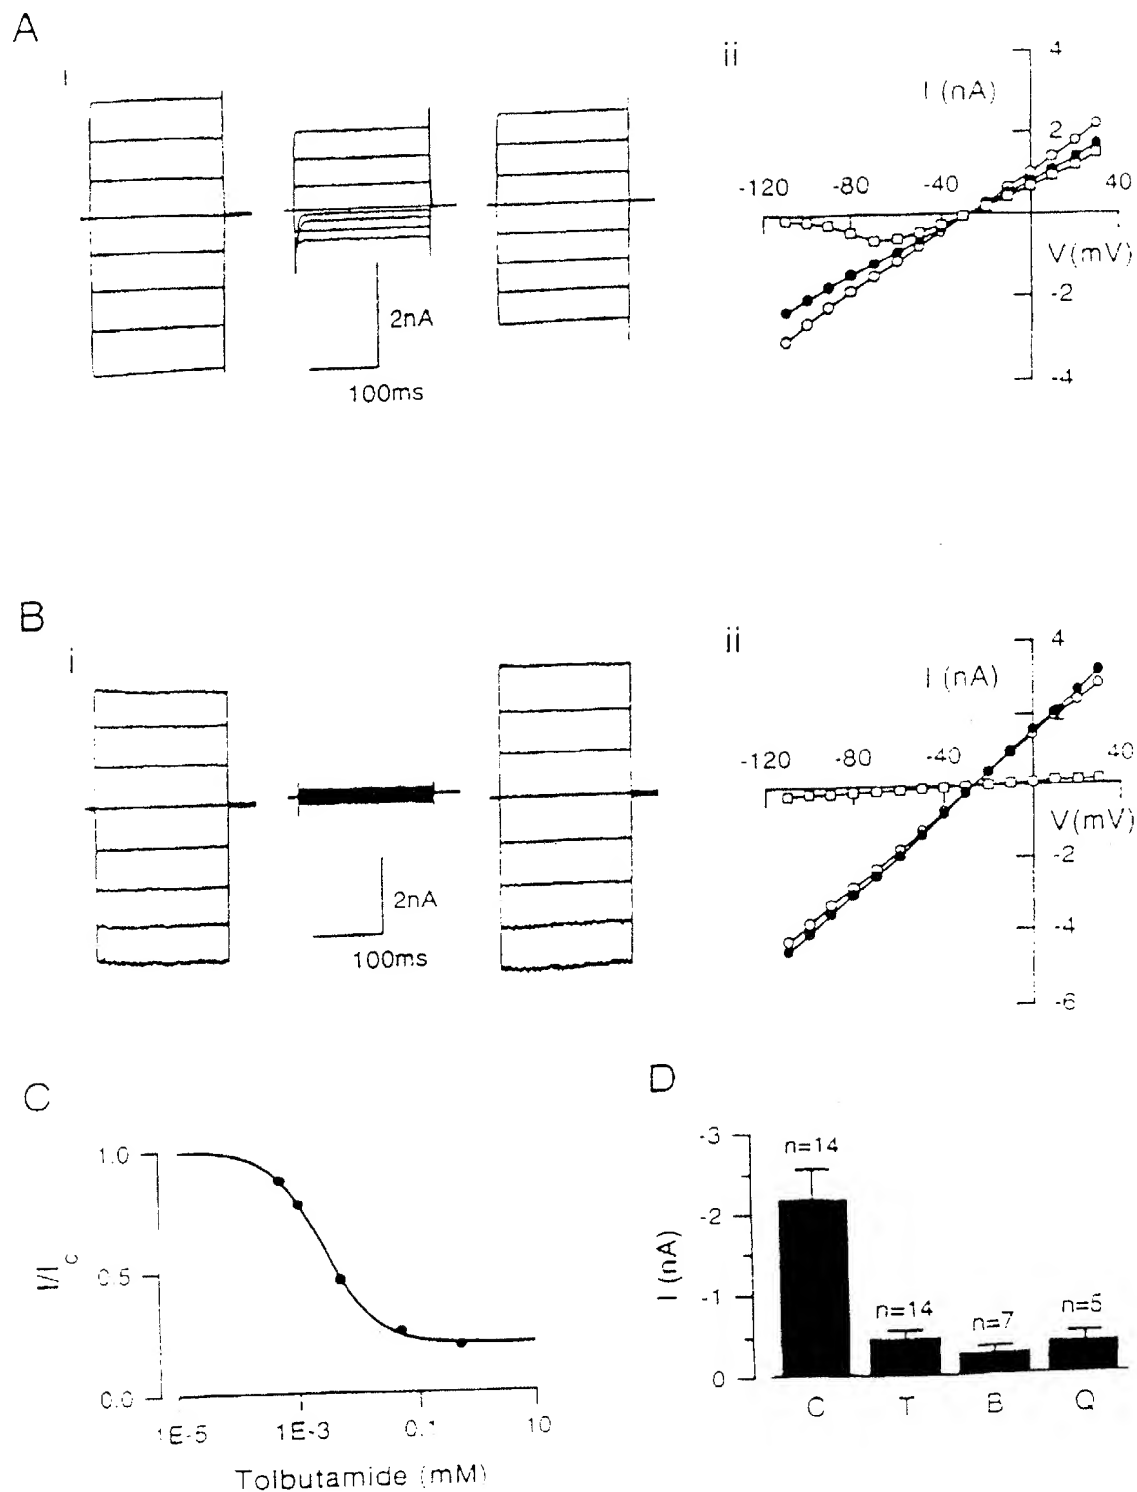 A
i
ii
4
I (nA)
2
-120 -80 -40 40
V(mV)
-2
-4
2nA
100ms
B
i
ii
4
I (nA)
-120 -80 -40 40
V(mV)
-2
-4
-6
2nA
100ms
C
1.0
I/Ic
0.5
0.0
1E-5 1E-3 0.1 10
Tolbutamide (mM)
D
-3
n=14
-2
I (nA)
-1
n=14 n=7 n=5
0
C T B Q